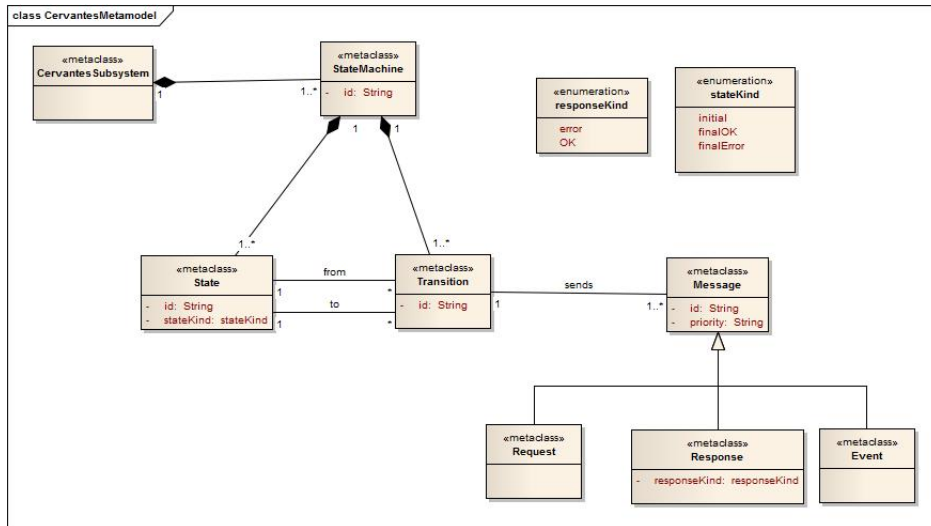 class CervantesMetamodel
«metaclass»
CervantesSubsystem
1
«metaclass»
StateMachine
- id: String
1..*
1
1
«enumeration»
responseKind
error
OK
«enumeration»
stateKind
initial
finalOK
finalError
1..*
1..*
«metaclass»
State
- id: String
- stateKind: stateKind
from
1
*
to
1
*
«metaclass»
Transition
- id: String
sends
1
1..*
«metaclass»
Message
- id: String
- priority: String
«metaclass»
Request
«metaclass»
Response
- responseKind: responseKind
«metaclass»
Event